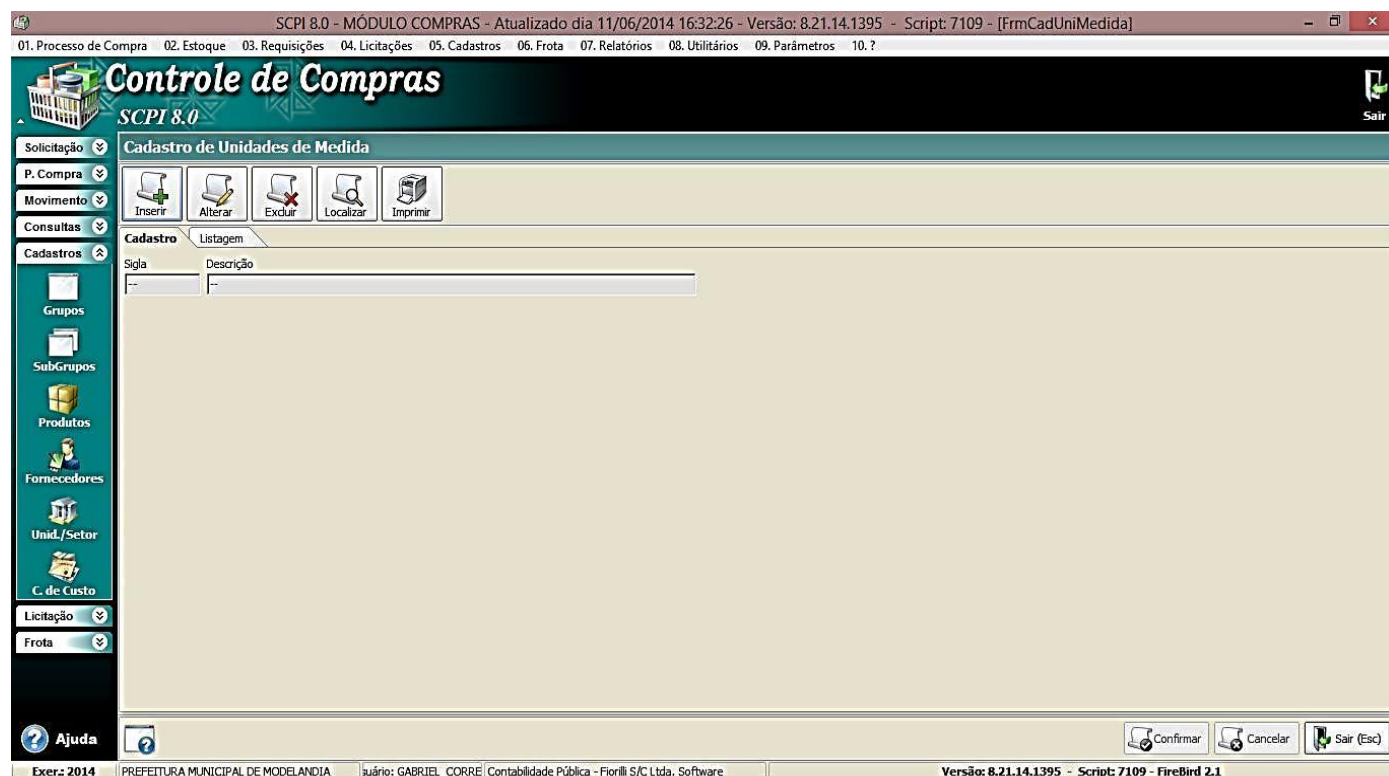 SCPI 8.0 - MÓDULO COMPRAS - Atualizado dia 11/06/2014 16:32:26 - Versão: 8.21.14.1395 - Script: 7109 - [FrmCadUniMedida]
01. Processo de Compra 02. Estoque 03. Requisições 04. Licitações 05. Cadastros 06. Frota 07. Relatórios 08. Utilitários 09. Parâmetros 10. ?
Controle de Compras
SCPI 8.0
Sair
Solicitação
P. Compra
Movimento
Consultas
Cadastros
Grupos
SubGrupos
Produtos
Fornecedores
Unid./Setor
C. de Custo
Licitação
Frota
Ajuda
Cadastro de Unidades de Medida
Inserir Alterar Excluir Localizar Imprimir
Cadastro Listagem
Sigla Descrição
-- --
Confirmar Cancelar Sair (Esc)
Exer.: 2014 PREFEITURA MUNICIPAL DE MODELANDIA uário: GABRIEL_CORRE Contabilidade Pública - Fiorilli S/C Ltda. Software Versão: 8.21.14.1395 - Script: 7109 - FireBird 2.1